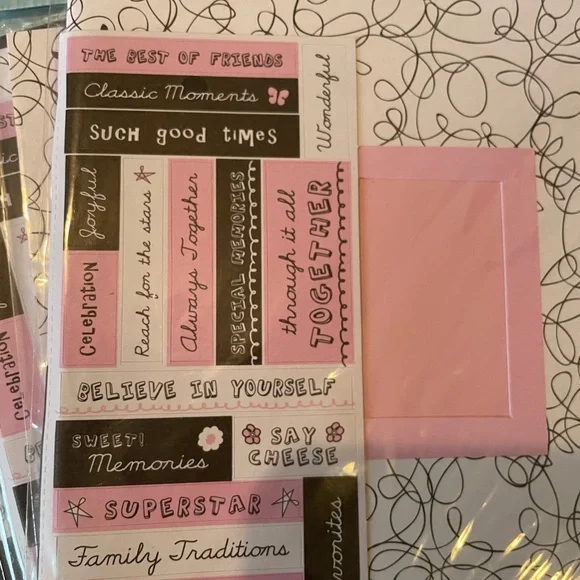 THE BEST OF FRIENDS
Classic Moments
Wonderful
SUCH good times
Joyful
Celebration
Reach for the stars
Always Together
SPECIAL MEMORIES
through it all
TOGETHER
BELIEVE IN YOURSELF
SWEET!
Memories
SAY
CHEESE
SUPERSTAR
Family Traditions
Celebration